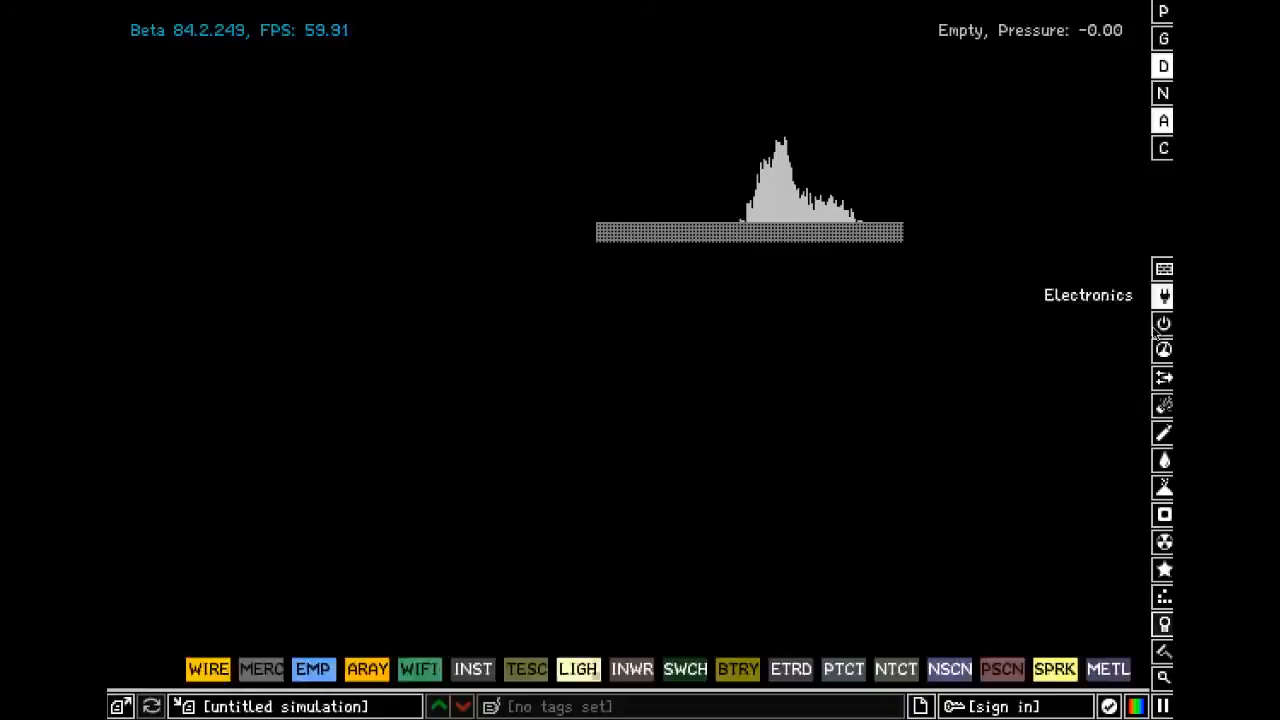 Beta 84.2.249, FPS: 59.91
Empty, Pressure: -0.00
P
G
D
N
A
C
Electronics
WIRE MERC EMP ARAY WIFI INST TESC LIGH INWR SWCH BTRY ETRD PTCT NTCT NSCN PSCN SPRK METL
[untitled simulation] [no tags set] [sign in]